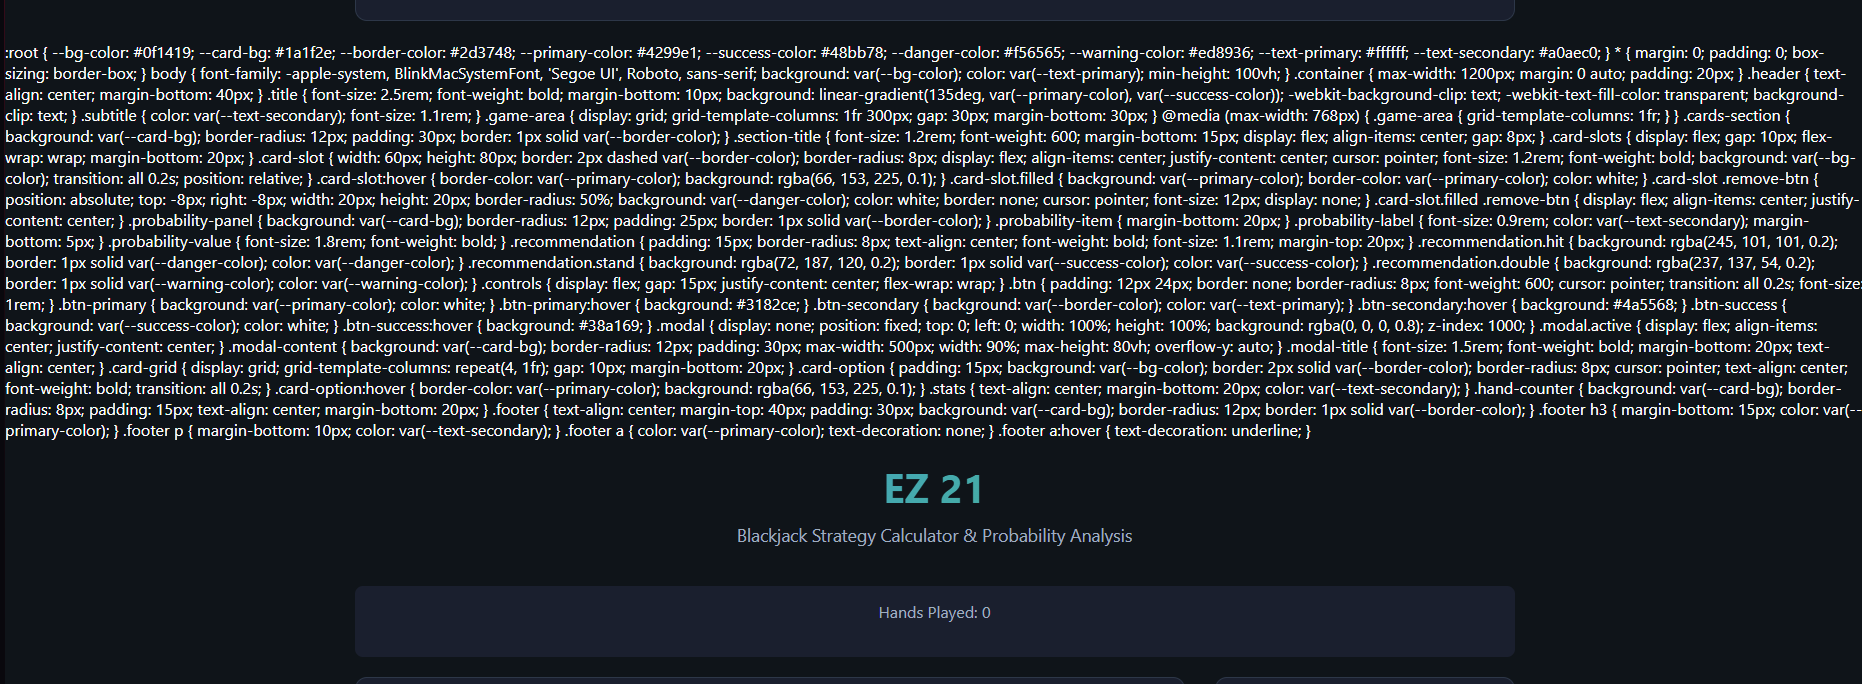 :root { --bg-color: #0f1419; --card-bg: #1a1f2e; --border-color: #2d3748; --primary-color: #4299e1; --success-color: #48bb78; --danger-color: #f56565; --warning-color: #ed8936; --text-primary: #ffffff; --text-secondary: #a0aec0; } * { margin: 0; padding: 0; box-
sizing: border-box; } body { font-family: -apple-system, BlinkMacSystemFont, 'Segoe UI', Roboto, sans-serif; background: var(--bg-color); color: var(--text-primary); min-height: 100vh; } .container { max-width: 1200px; margin: 0 auto; padding: 20px; } .header { text-
align: center; margin-bottom: 40px; } .title { font-size: 2.5rem; font-weight: bold; margin-bottom: 10px; background: linear-gradient(135deg, var(--primary-color), var(--success-color)); -webkit-background-clip: text; -webkit-text-fill-color: transparent; background-
clip: text; } .subtitle { color: var(--text-secondary); font-size: 1.1rem; } .game-area { display: grid; grid-template-columns: 1fr 300px; gap: 30px; margin-bottom: 30px; } @media (max-width: 768px) { .game-area { grid-template-columns: 1fr; } } .cards-section {
background: var(--card-bg); border-radius: 12px; padding: 30px; border: 1px solid var(--border-color); } .section-title { font-size: 1.2rem; font-weight: 600; margin-bottom: 15px; display: flex; align-items: center; gap: 8px; } .card-slots { display: flex; gap: 10px; flex-
wrap: wrap; margin-bottom: 20px; } .card-slot { width: 60px; height: 80px; border: 2px dashed var(--border-color); border-radius: 8px; display: flex; align-items: center; justify-content: center; cursor: pointer; font-size: 1.2rem; font-weight: bold; background: var(--bg-
color); transition: all 0.2s; position: relative; } .card-slot:hover { border-color: var(--primary-color); background: rgba(66, 153, 225, 0.1); } .card-slot.filled { background: var(--primary-color); border-color: var(--primary-color); color: white; } .card-slot .remove-btn {
position: absolute; top: -8px; right: -8px; width: 20px; height: 20px; border-radius: 50%; background: var(--danger-color); color: white; border: none; cursor: pointer; font-size: 12px; display: none; } .card-slot.filled .remove-btn { display: flex; align-items: center; justify-
content: center; } .probability-panel { background: var(--card-bg); border-radius: 12px; padding: 25px; border: 1px solid var(--border-color); } .probability-item { margin-bottom: 20px; } .probability-label { font-size: 0.9rem; color: var(--text-secondary); margin-
bottom: 5px; } .probability-value { font-size: 1.8rem; font-weight: bold; } .recommendation { padding: 15px; border-radius: 8px; text-align: center; font-weight: bold; font-size: 1.1rem; margin-top: 20px; } .recommendation.hit { background: rgba(245, 101, 101, 0.2);
border: 1px solid var(--danger-color); color: var(--danger-color); } .recommendation.stand { background: rgba(72, 187, 120, 0.2); border: 1px solid var(--success-color); color: var(--success-color); } .recommendation.double { background: rgba(237, 137, 54, 0.2);
border: 1px solid var(--warning-color); color: var(--warning-color); } .controls { display: flex; gap: 15px; justify-content: center; flex-wrap: wrap; } .btn { padding: 12px 24px; border: none; border-radius: 8px; font-weight: 600; cursor: pointer; transition: all 0.2s; font-size:
1rem; } .btn-primary { background: var(--primary-color); color: white; } .btn-primary:hover { background: #3182ce; } .btn-secondary { background: var(--border-color); color: var(--text-primary); } .btn-secondary:hover { background: #4a5568; } .btn-success {
background: var(--success-color); color: white; } .btn-success:hover { background: #38a169; } .modal { display: none; position: fixed; top: 0; left: 0; width: 100%; height: 100%; background: rgba(0, 0, 0, 0.8); z-index: 1000; } .modal.active { display: flex; align-items:
center; justify-content: center; } .modal-content { background: var(--card-bg); border-radius: 12px; padding: 30px; max-width: 500px; width: 90%; max-height: 80vh; overflow-y: auto; } .modal-title { font-size: 1.5rem; font-weight: bold; margin-bottom: 20px; text-
align: center; } .card-grid { display: grid; grid-template-columns: repeat(4, 1fr); gap: 10px; margin-bottom: 20px; } .card-option { padding: 15px; background: var(--bg-color); border: 2px solid var(--border-color); border-radius: 8px; cursor: pointer; text-align: center;
font-weight: bold; transition: all 0.2s; } .card-option:hover { border-color: var(--primary-color); background: rgba(66, 153, 225, 0.1); } .stats { text-align: center; margin-bottom: 20px; color: var(--text-secondary); } .hand-counter { background: var(--card-bg); border-
radius: 8px; padding: 15px; text-align: center; margin-bottom: 20px; } .footer { text-align: center; margin-top: 40px; padding: 30px; background: var(--card-bg); border-radius: 12px; border: 1px solid var(--border-color); } .footer h3 { margin-bottom: 15px; color: var(--
primary-color); } .footer p { margin-bottom: 10px; color: var(--text-secondary); } .footer a { color: var(--primary-color); text-decoration: none; } .footer a:hover { text-decoration: underline; }
EZ 21
Blackjack Strategy Calculator & Probability Analysis
Hands Played: 0